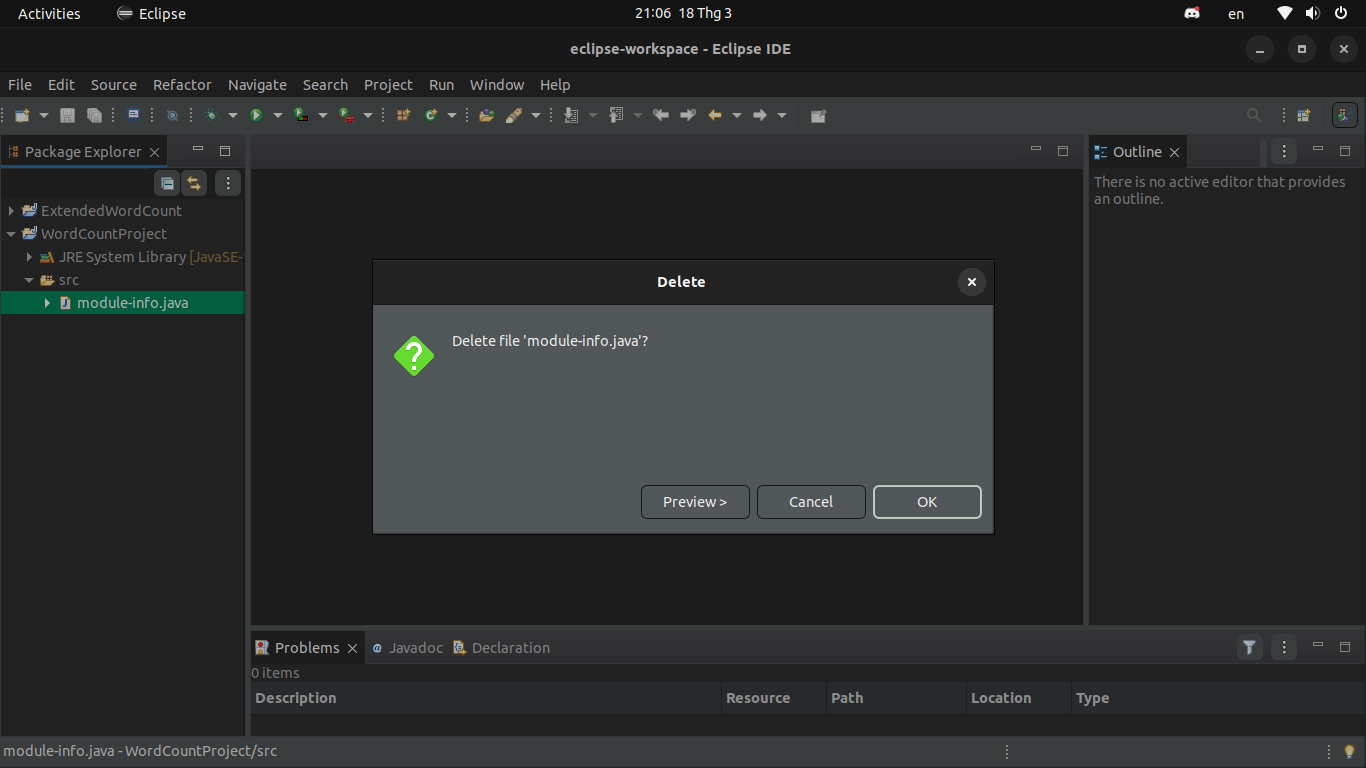 Activities
Eclipse
21:06 18 Thg 3
en
eclipse-workspace - Eclipse IDE
File Edit Source Refactor Navigate Search Project Run Window Help
Package Explorer
Outline
There is no active editor that provides
an outline.
ExtendedWordCount
WordCountProject
JRE System Library [JavaSE-
src
module-info.java
Delete
Delete file 'module-info.java'?
Preview >
Cancel
OK
Problems
Javadoc
Declaration
0 items
Description
Resource
Path
Location
Type
module-info.java - WordCountProject/src